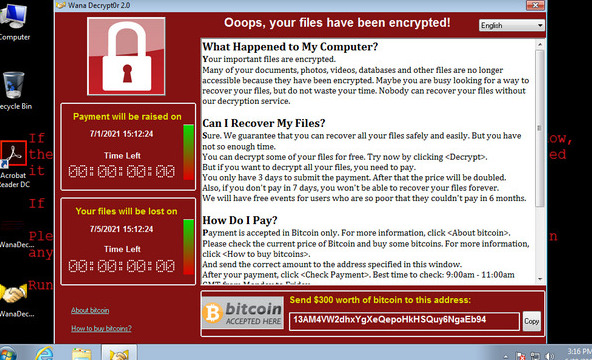 Wana Decrypt0r 2.0
Ooops, your files have been encrypted!
English
Computer
ecycle Bin
Acrobat
eader DC
WanaDec...
WanaDec...
If
the
it
If
Ple
any
Run
ow,
ed
n
Payment will be raised on
7/1/2021 15:12:24
Time Left
00:00:00:00
Your files will be lost on
7/5/2021 15:12:24
Time Left
00:00:00:00
About bitcoin
How to buy bitcoins?
What Happened to My Computer?
Your important files are encrypted.
Many of your documents, photos, videos, databases and other files are no longer
accessible because they have been encrypted. Maybe you are busy looking for a way to
recover your files, but do not waste your time. Nobody can recover your files without
our decryption service.
Can I Recover My Files?
Sure. We guarantee that you can recover all your files safely and easily. But you have
not so enough time.
You can decrypt some of your files for free. Try now by clicking <Decrypt>.
But if you want to decrypt all your files, you need to pay.
You only have 3 days to submit the payment. After that the price will be doubled.
Also, if you don't pay in 7 days, you won't be able to recover your files forever.
We will have free events for users who are so poor that they couldn't pay in 6 months.
How Do I Pay?
Payment is accepted in Bitcoin only. For more information, click <About bitcoin>.
Please check the current price of Bitcoin and buy some bitcoins. For more information,
click <How to buy bitcoins>.
And send the correct amount to the address specified in this window.
After your payment, click <Check Payment>. Best time to check: 9:00am - 11:00am
GMT from Monday to Friday.
bitcoin
ACCEPTED HERE
Send $300 worth of bitcoin to this address:
13AM4VW2dhxYgXeQepoHkHSQuy6NgaEb94
Copy
3:16 PM